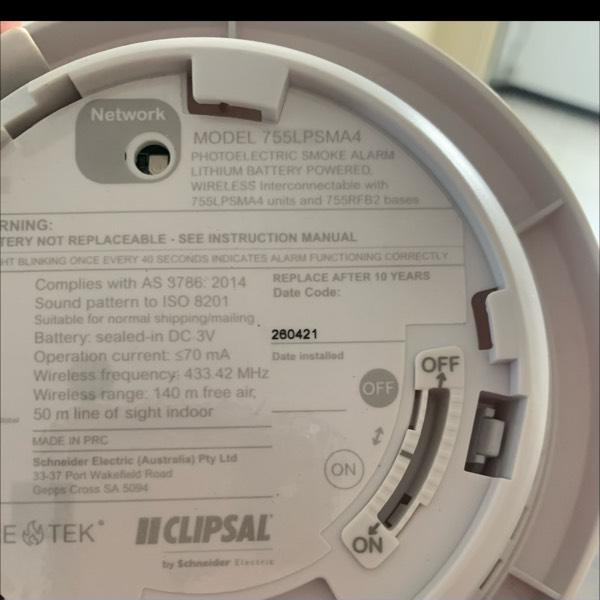 Network
MODEL 755LPSMA4
PHOTOELECTRIC SMOKE ALARM
LITHIUM BATTERY POWERED,
WIRELESS Interconnectable with
755LPSMA4 units and 755RFB2 bases
RNING:
TERY NOT REPLACEABLE - SEE INSTRUCTION MANUAL
HT BLINKING ONCE EVERY 40 SECONDS INDICATES ALARM FUNCTIONING CORRECTLY
Complies with AS 3786: 2014
Sound pattern to ISO 8201
Suitable for normal shipping/mailing
Battery: sealed-in DC 3V
Operation current: ≤70 mA
Wireless frequency: 433.42 MHz
Wireless range: 140 m free air,
50 m line of sight indoor
REPLACE AFTER 10 YEARS
Date Code:
260421
Date installed
OFF
ON
OFF
ON
MADE IN PRC
Schneider Electric (Australia) Pty Ltd
33-37 Port Wakefield Road
Gepps Cross SA 5094
E TEK®
CLIPSAL
by Schneider Electric